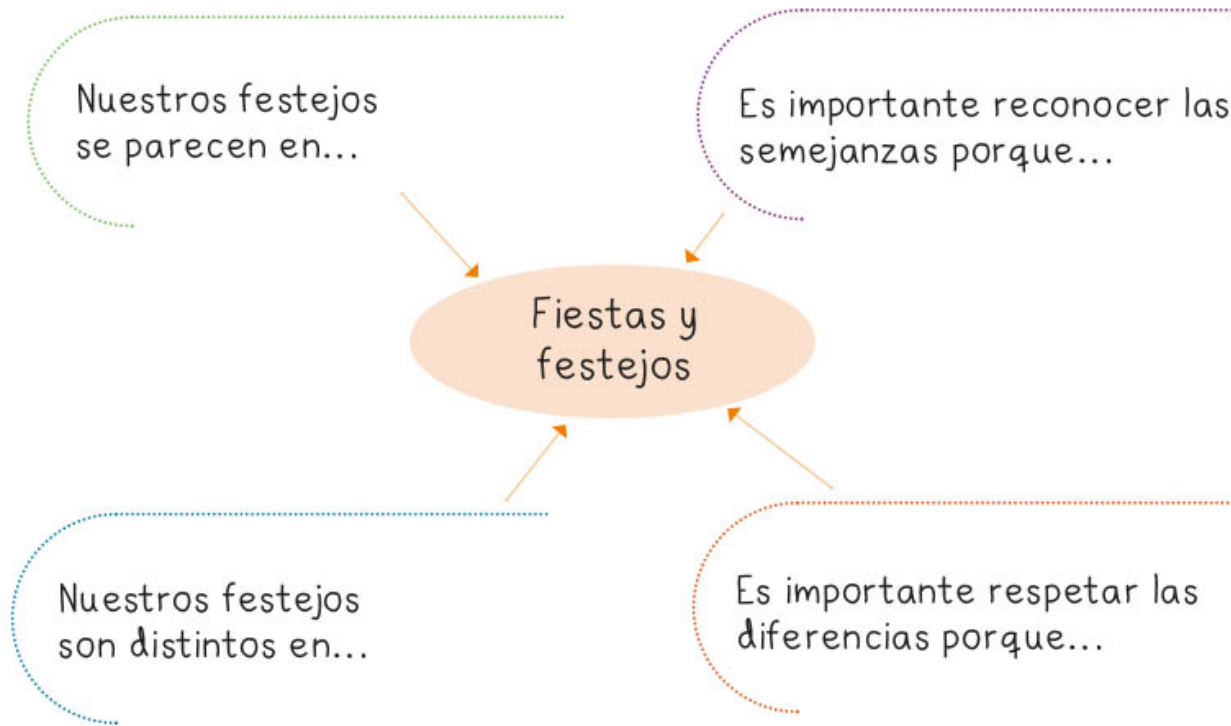 Nuestros festejos
se parecen en...
Es importante reconocer las
semejanzas porque...
Fiestas y
festejos
Nuestros festejos
son distintos en...
Es importante respetar las
diferencias porque...